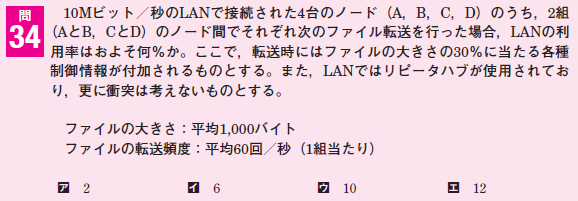 問
34
10Mビット／秒のLANで接続された4台のノード（A，B，C，D）のうち，2組
（AとB，CとD）のノード間でそれぞれ次のファイル転送を行った場合，LANの利
用率はおよそ何％か。ここで，転送時にはファイルの大きさの30％に当たる各種
制御情報が付加されるものとする。また，LANではリピータハブが使用されてお
り，更に衝突は考えないものとする。
ファイルの大きさ：平均1,000バイト
ファイルの転送頻度：平均60回／秒（1組当たり）
ア 2 イ 6 ウ 10 エ 12